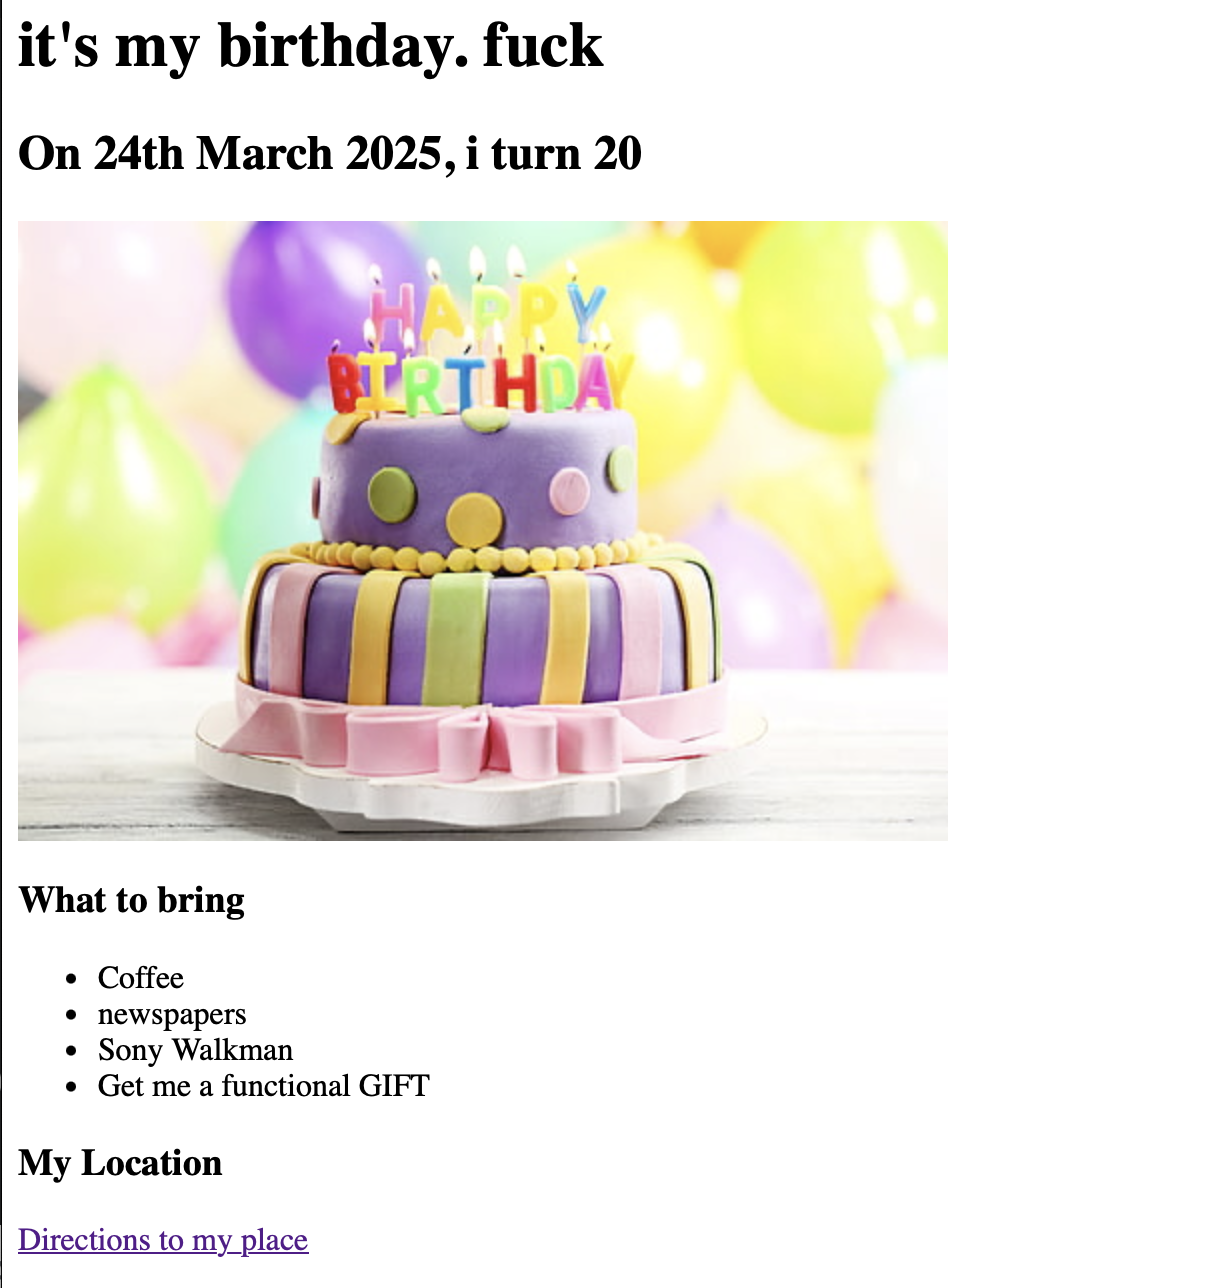 it's my birthday. fuck
On 24th March 2025, i turn 20
HAPPY
BIRTHDAY
What to bring
Coffee
newspapers
Sony Walkman
Get me a functional GIFT
My Location
Directions to my place